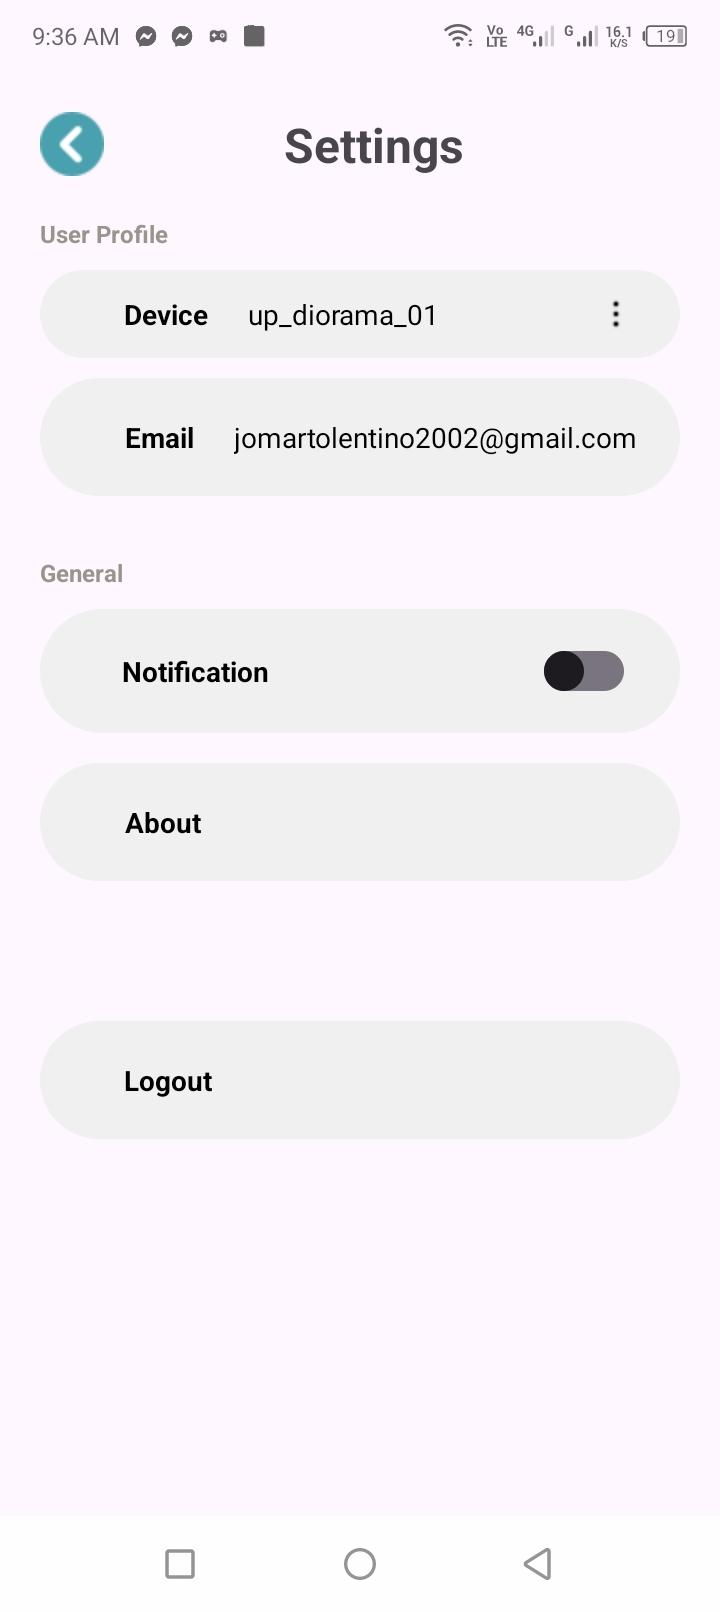 9:36 AM Vo LTE 4G G 16.1 K/S 19
Settings
User Profile
Device up_diorama_01
Email jomartolentino2002@gmail.com
General
Notification
About
Logout